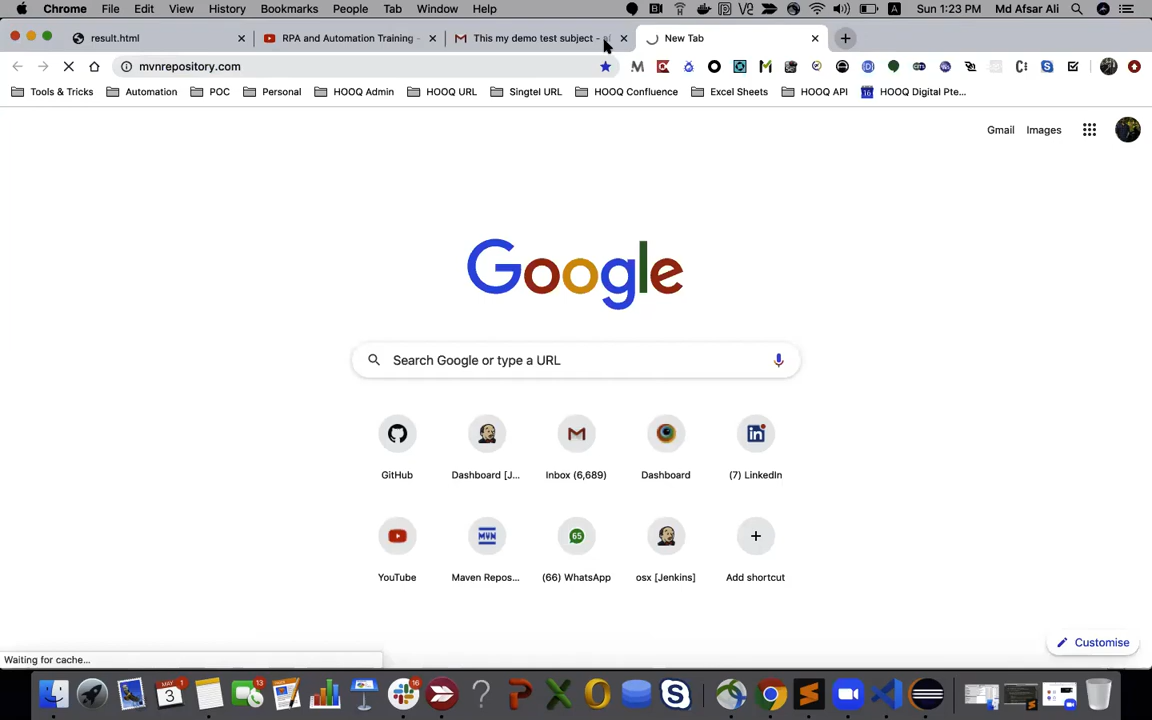 Chrome File Edit View History Bookmarks People Tab Window Help Sun 1:23 PM Md Afsar Ali
result.html RPA and Automation Training - This my demo test subject - New Tab
mvnrepository.com
Tools & Tricks Automation POC Personal HOOQ Admin HOOQ URL Singtel URL HOOQ Confluence Excel Sheets HOOQ API HOOQ Digital Pte...
Gmail Images
Google
Search Google or type a URL
GitHub Dashboard [J... Inbox (6,689) Dashboard (7) LinkedIn
65
YouTube Maven Repos... (66) WhatsApp osx [Jenkins] Add shortcut
Customise
Waiting for cache...